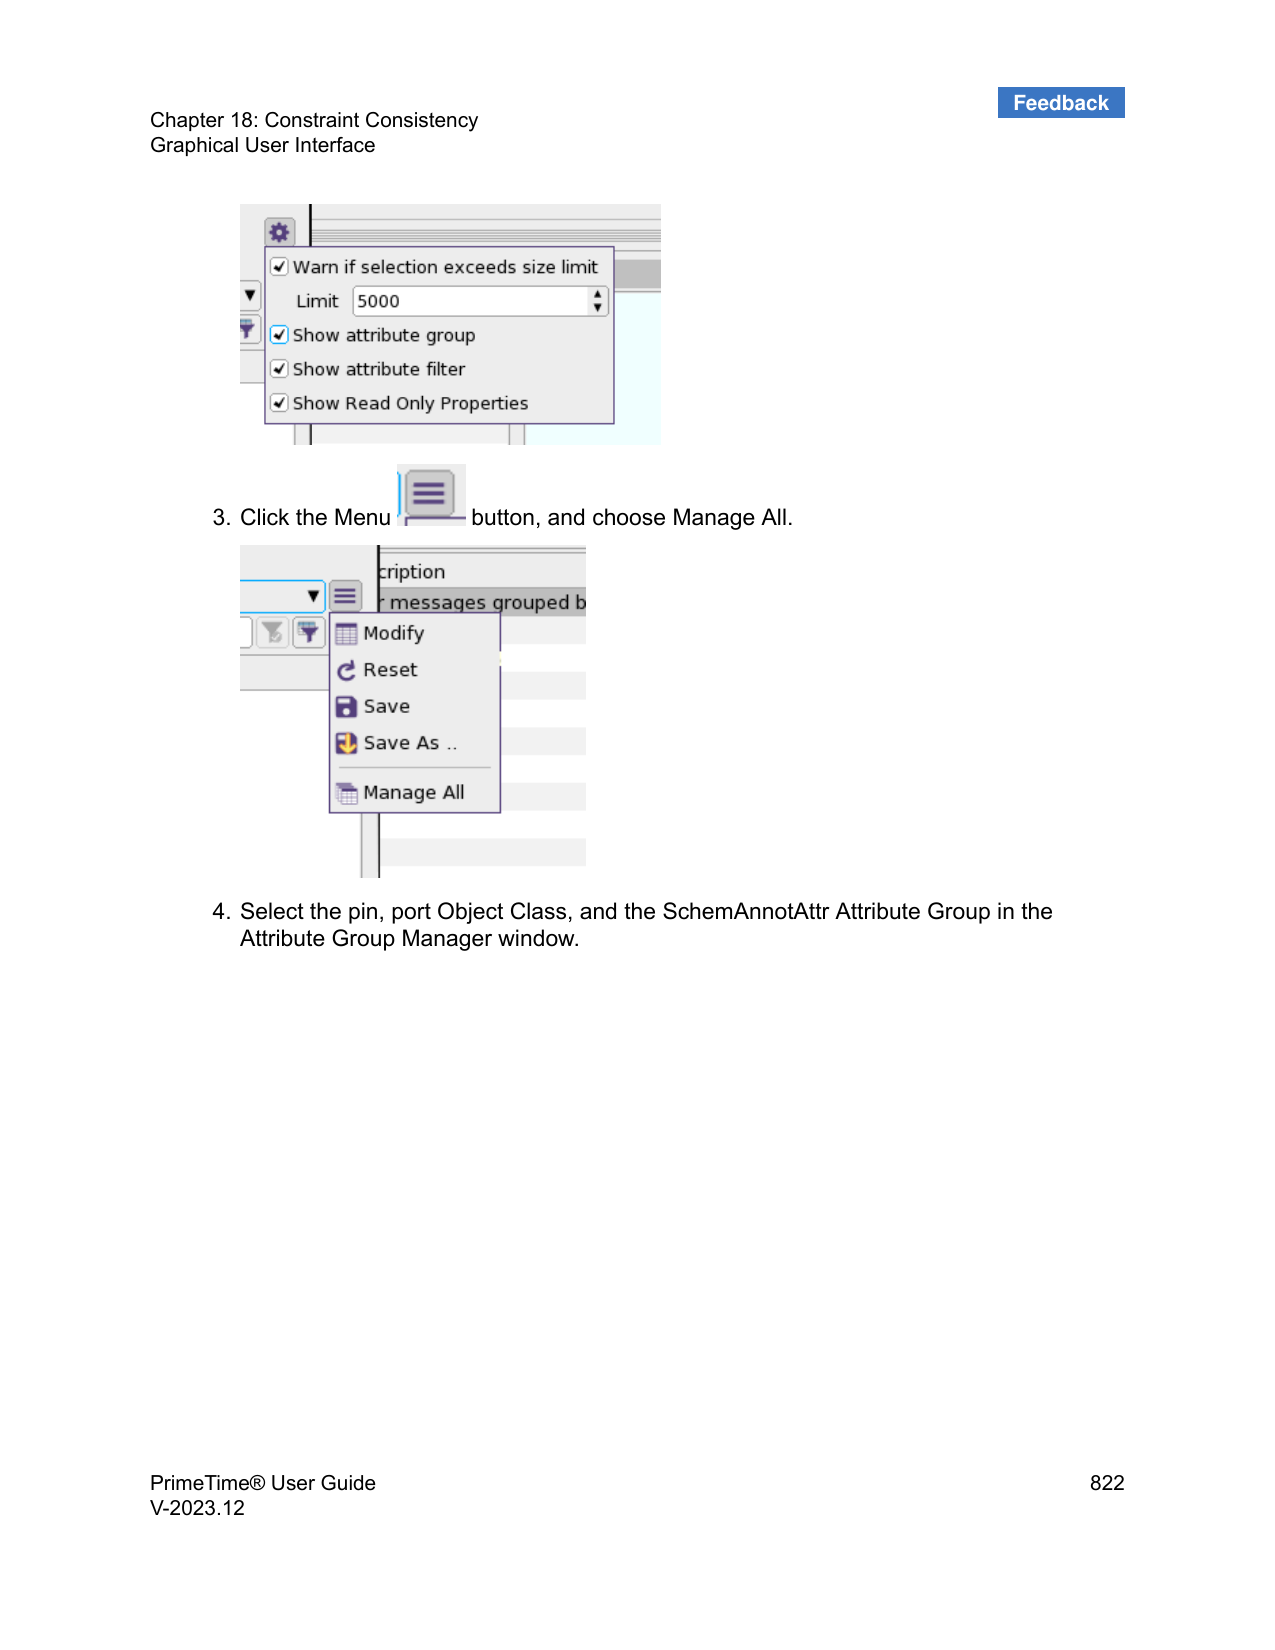 Feedback
Chapter 18: Constraint Consistency
Graphical User Interface
Warn if selection exceeds size limit
Limit 5000
Show attribute group
Show attribute filter
Show Read Only Properties
3. Click the Menu button, and choose Manage All.
cription
r messages grouped b
Modify
Reset
Save
Save As ..
Manage All
4. Select the pin, port Object Class, and the SchemAnnotAttr Attribute Group in the
Attribute Group Manager window.
PrimeTime® User Guide 822
V-2023.12